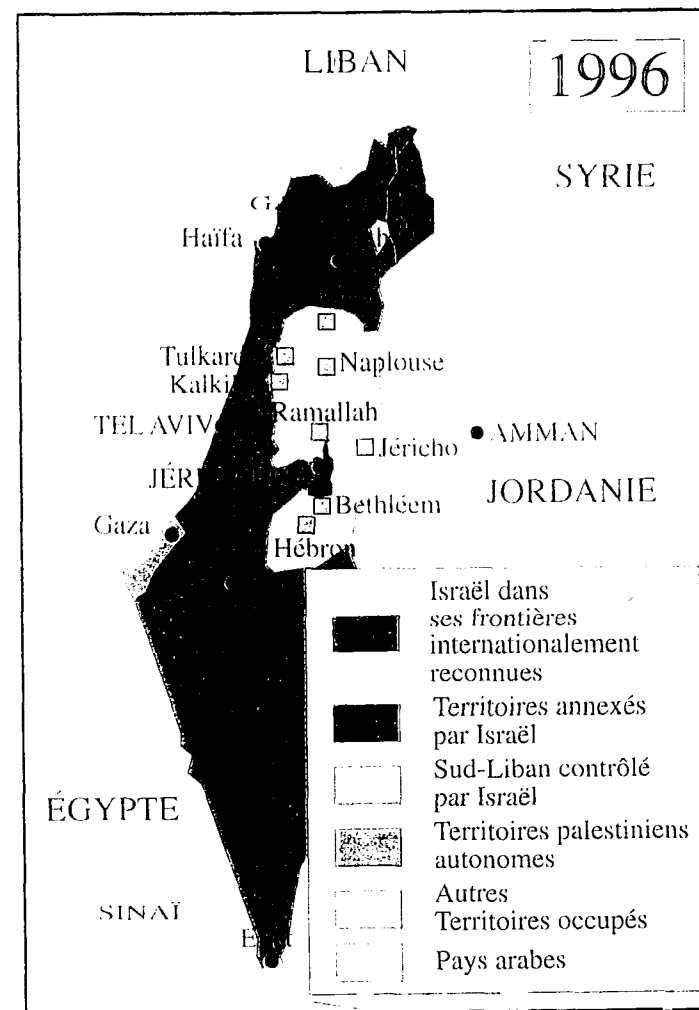 LIBAN
1996
SYRIE
Haïfa
Naplouse
TEL AVIV
Ramallah
Jéricho
AMMAN
JORDANIE
Bethléem
Gaza
Hébron
Israël dans
ses frontières
internationalement
reconnues
Territoires annexés
par Israël
Sud-Liban contrôlé
par Israël
ÉGYPTE
Territoires palestiniens
autonomes
SINAÏ
Autres
Territoires occupés
Pays arabes